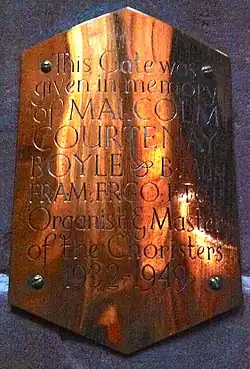 This Gate was
given in memory
of MALCOLM
COURTENAY
BOYLE
F.R.A.M., F.R.C.O.,
Organist & Master
of the Choristers
1932-1949